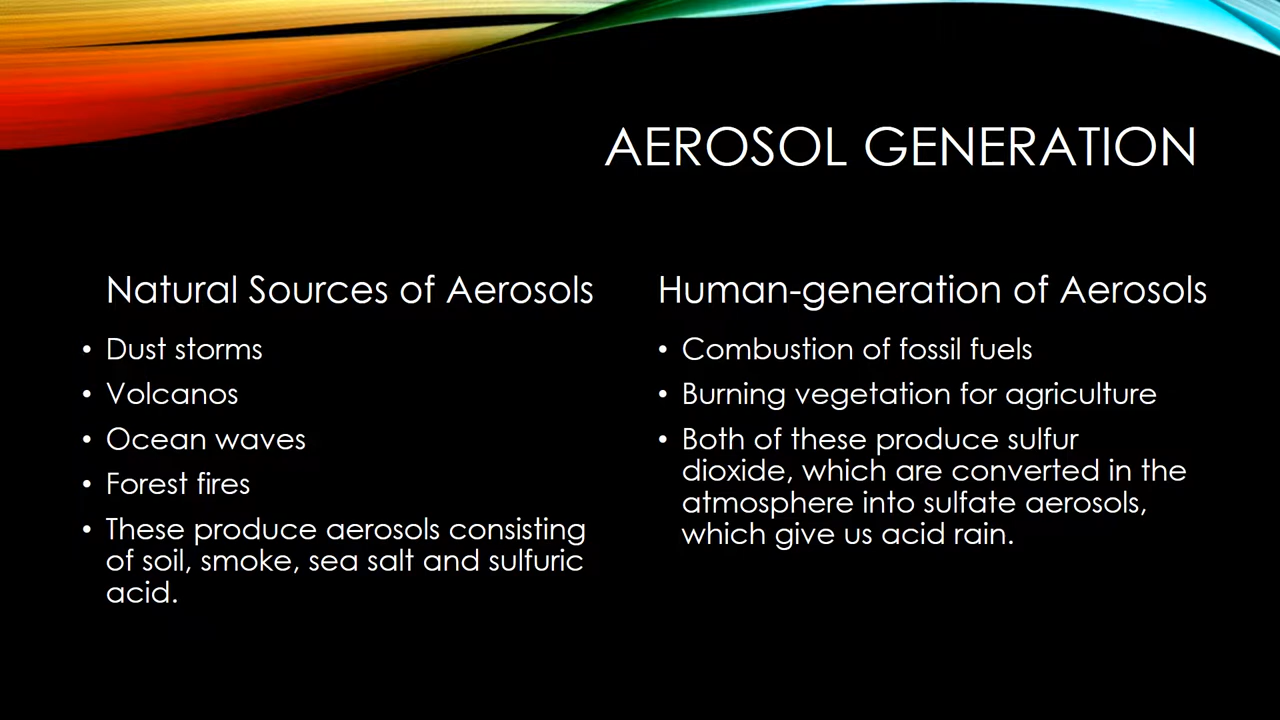 AEROSOL GENERATION
Natural Sources of Aerosols
• Dust storms
• Volcanos
• Ocean waves
• Forest fires
• These produce aerosols consisting
of soil, smoke, sea salt and sulfuric
acid.
Human-generation of Aerosols
• Combustion of fossil fuels
• Burning vegetation for agriculture
• Both of these produce sulfur
dioxide, which are converted in the
atmosphere into sulfate aerosols,
which give us acid rain.